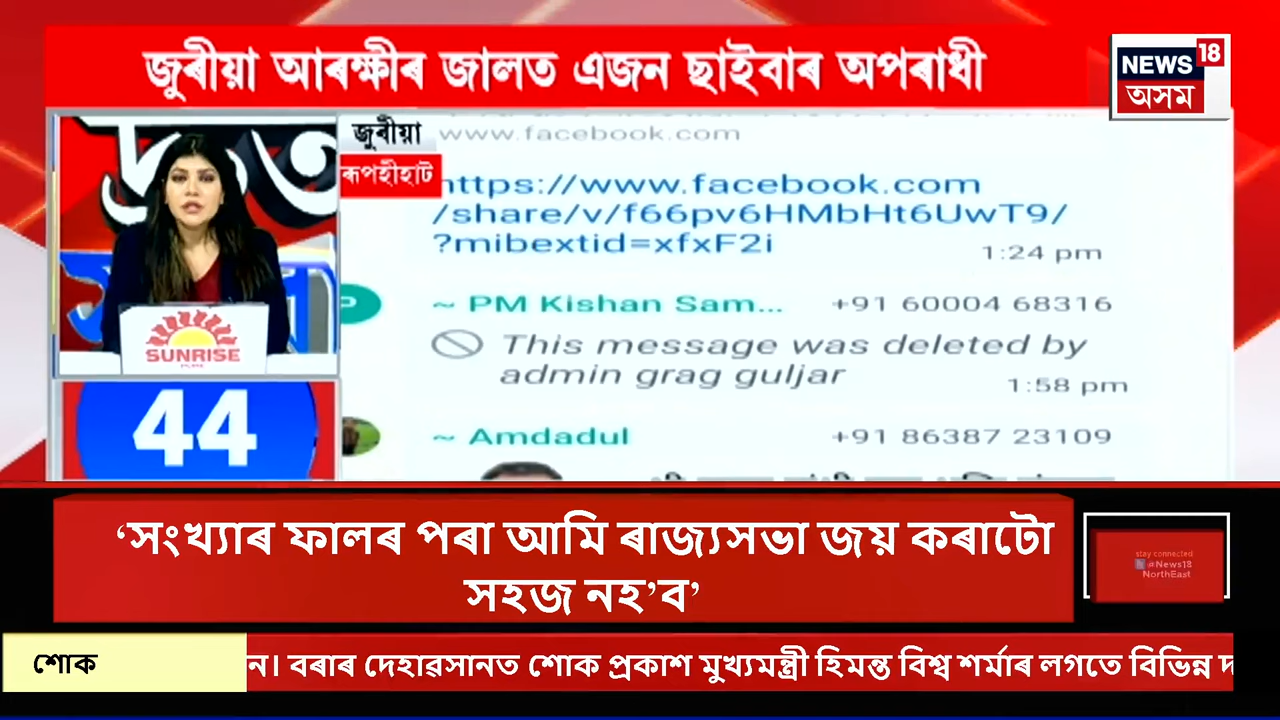 জুৰীয়া আৰক্ষীৰ জালত এজন ছাইবাৰ অপৰাধী
NEWS 18
অসম
জুৰীয়া
ৰূপহীহাট
www.facebook.com
https://www.facebook.com
/share/v/f66pv6HMbHt6UwT9/
?mibextid=xfxF2i
1:24 pm
P
~ PM Kishan Sam... +91 60004 68316
This message was deleted by
admin grag guljar
1:58 pm
~ Amdadul +91 86387 23109
SUNRISE
PURE
44
‘সংখ্যাৰ ফালৰ পৰা আমি ৰাজ্যসভা জয় কৰাটো
সহজ নহ’ব’
stay connected
@News18
NorthEast
শোক
ন। বৰাৰ দেহাৱসানত শোক প্ৰকাশ মুখ্যমন্ত্ৰী হিমন্ত বিশ্ব শৰ্মাৰ লগতে বিভিন্ন দ